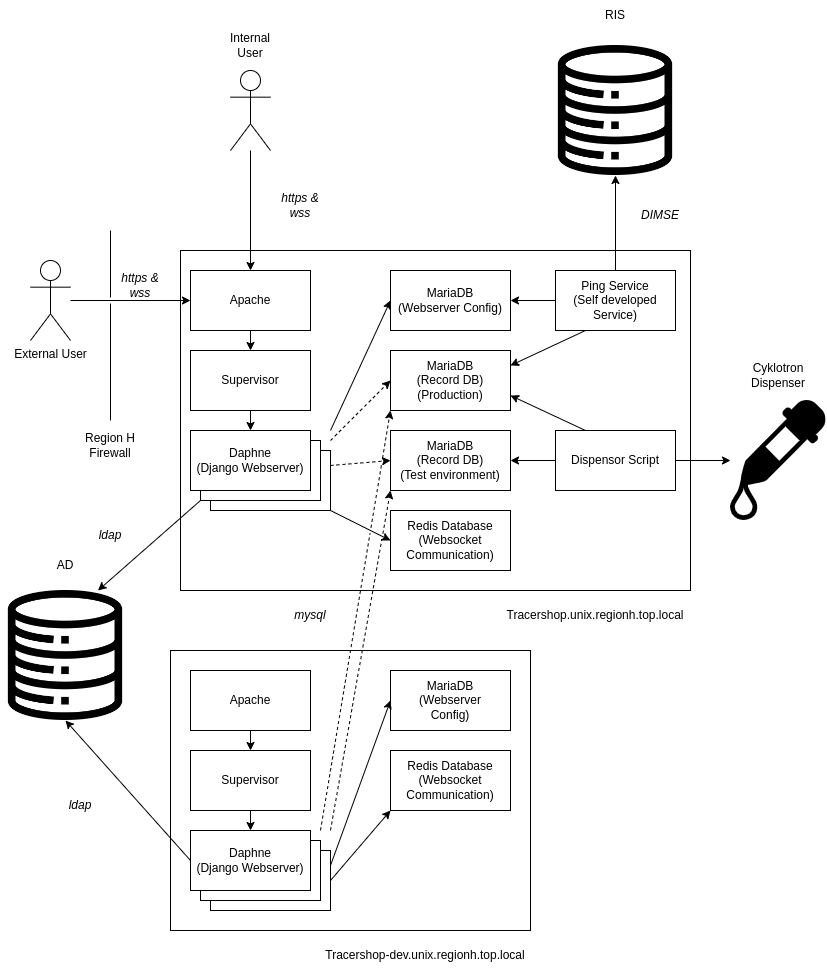 RIS
Internal
User
https &
wss
DIMSE
https &
wss
External User
Region H
Firewall
Apache
MariaDB
(Webserver Config)
Ping Service
(Self developed
Service)
Supervisor
MariaDB
(Record DB)
(Production)
Cyklotron
Dispenser
Daphne
(Django Webserver)
MariaDB
(Record DB)
(Test environment)
Dispensor Script
Redis Database
(Websocket
Communication)
ldap
AD
mysql
Tracershop.unix.regionh.top.local
Apache
MariaDB
(Webserver
Config)
Supervisor
Redis Database
(Websocket
Communication)
ldap
Daphne
(Django Webserver)
Tracershop-dev.unix.regionh.top.local